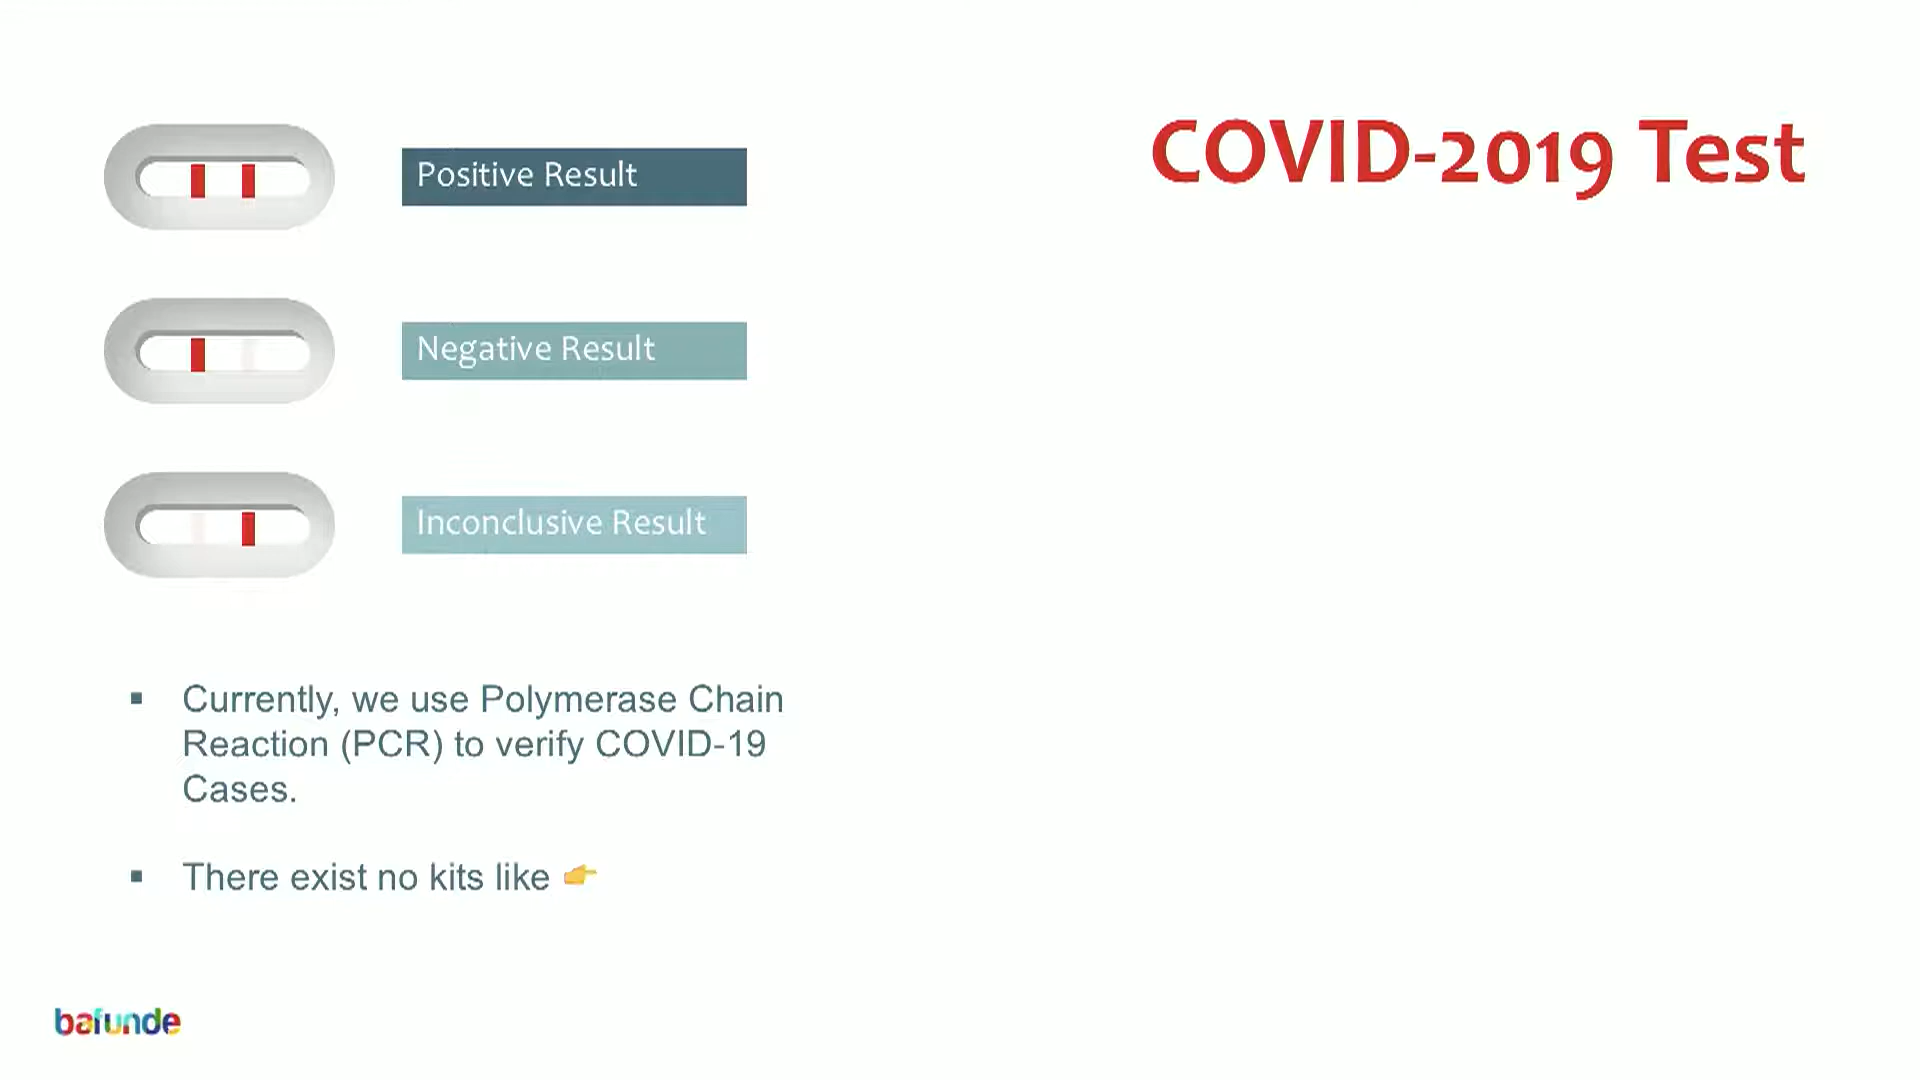 COVID-2019 Test
Positive Result
Negative Result
Inconclusive Result
▪ Currently, we use Polymerase Chain
Reaction (PCR) to verify COVID-19
Cases.
▪ There exist no kits like 👉
bafunde